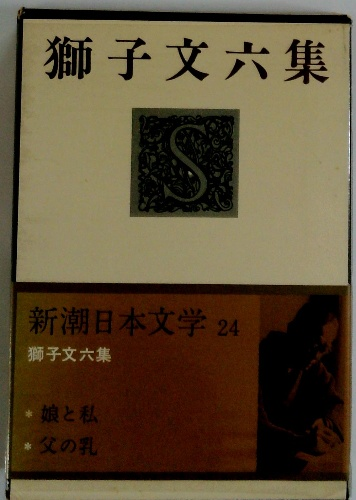 獅子文六集
S
新潮日本文学 24
獅子文六集
* 娘と私
* 父の乳